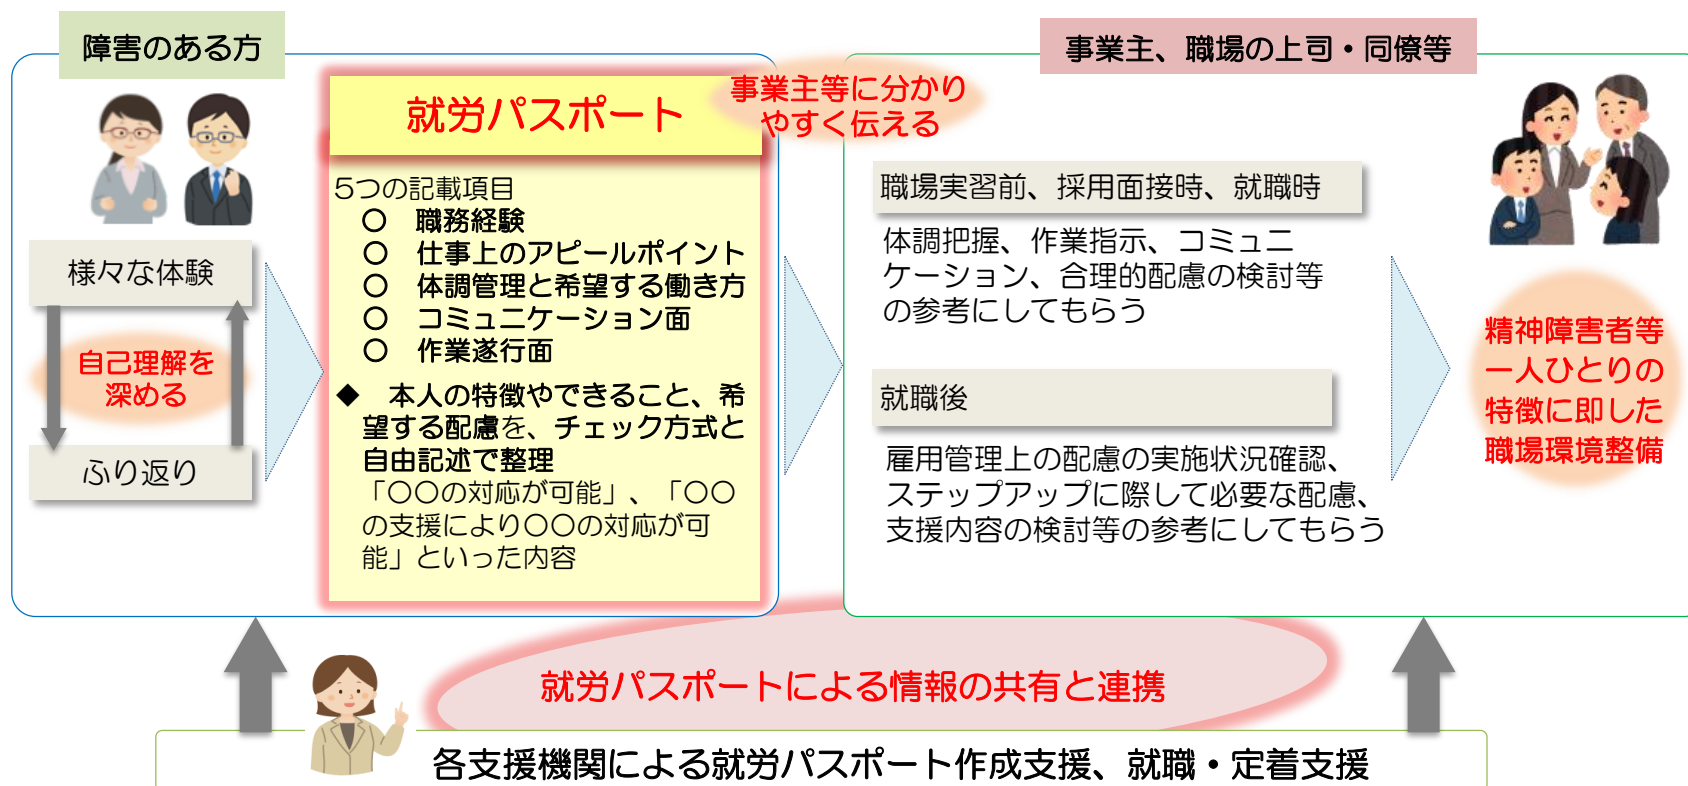 障害のある方
様々な体験
自己理解を
深める
ふり返り
就労パスポート
事業主等に分かり
やすく伝える
5つの記載項目
〇　職務経験
〇　仕事上のアピールポイント
〇　体調管理と希望する働き方
〇　コミュニケーション面
〇　作業遂行面
◆　本人の特徴やできること、希
望する配慮を、チェック方式と
自由記述で整理
「〇〇の対応が可能」、「〇〇
の支援により〇〇の対応が可
能」といった内容
事業主、職場の上司・同僚等
職場実習前、採用面接時、就職時
体調把握、作業指示、コミュニ
ケーション、合理的配慮の検討等
の参考にしてもらう
就職後
雇用管理上の配慮の実施状況確認、
ステップアップに際して必要な配慮、
支援内容の検討等の参考にしてもらう
精神障害者等
一人ひとりの
特徴に即した
職場環境整備
就労パスポートによる情報の共有と連携
各支援機関による就労パスポート作成支援、就職・定着支援